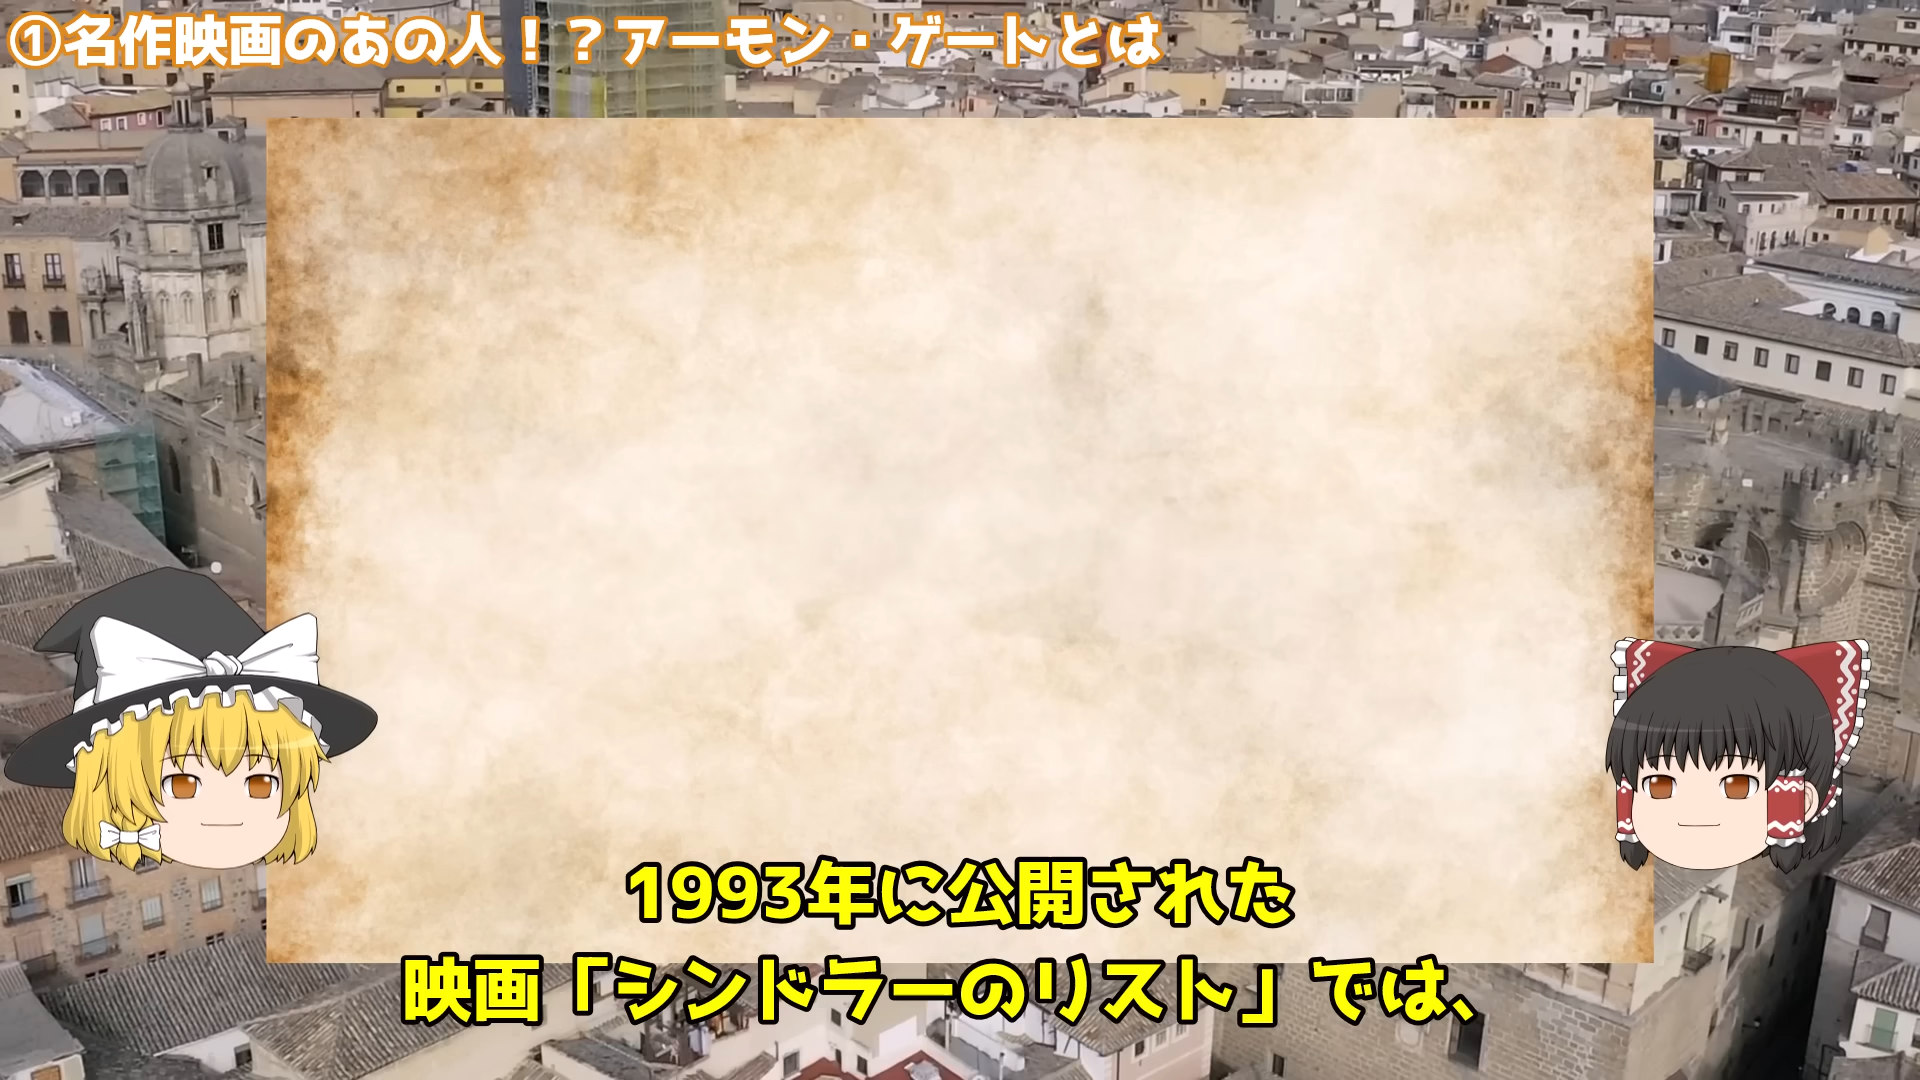 ①名作映画のあの人！？アーモン・ゲートとは
1993年に公開された
映画「シンドラーのリスト」では、